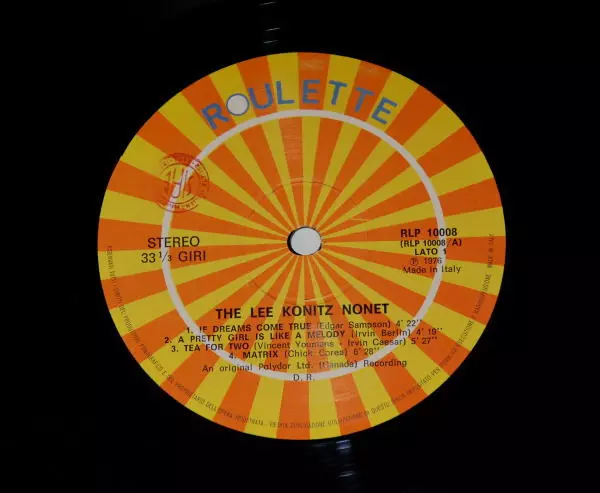 ROULETTE
STEREO
33 1/3 GIRI
RLP 10008
(RLP 10008/A)
LATO 1
℗ 1976
Made in Italy
THE LEE KONITZ NONET
1. IF DREAMS COME TRUE (Edgar Sampson) 4' 22''
2. A PRETTY GIRL IS LIKE A MELODY (Irvin Berlin) 4' 19''
3. TEA FOR TWO (Vincent Youmans - Irvin Caesar) 5' 27''
4. MATRIX (Chick Corea) 6' 28''
An original Polydor Ltd. (Canada) Recording
D. R.